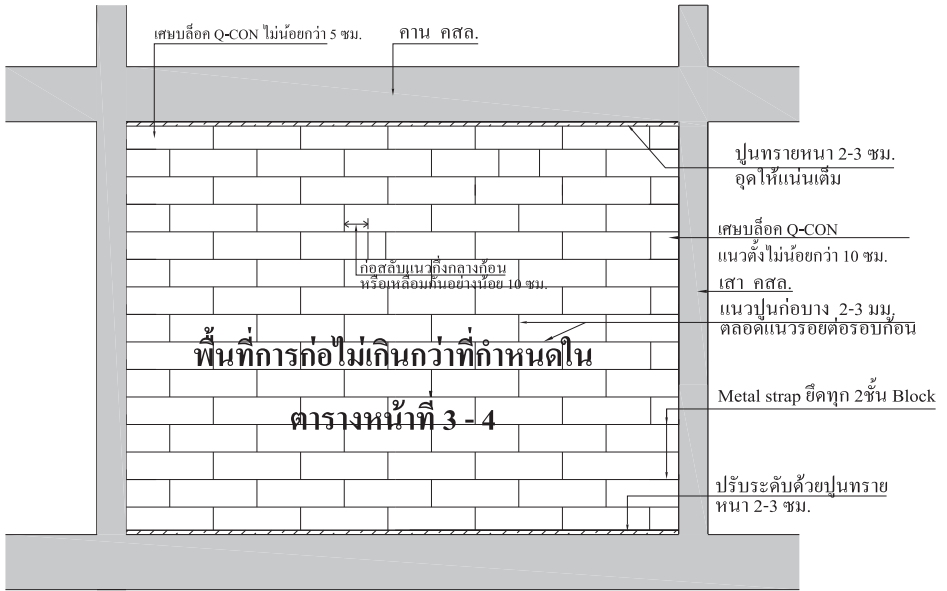 เศษบล็อค Q-CON ไม่น้อยกว่า 5 ซม.
คาน คสล.
ปูนทรายหนา 2-3 ซม.
อุดให้แน่นเต็ม
เศษบล็อค Q-CON
แนวตั้งไม่น้อยกว่า 10 ซม.
เสา คสล.
แนวปูนก่อบาง 2-3 มม.
ตลอดแนวรอยต่อรอบก้อน
ก่อสลับแนวกึ่งกลางก้อน
หรือเหลื่อมกันอย่างน้อย 10 ซม.
พื้นที่การก่อไม่เกินกว่าที่กำหนดใน
ตารางหน้าที่ 3 - 4
Metal strap ยึดทุก 2ชั้น Block
ปรับระดับด้วยปูนทราย
หนา 2-3 ซม.